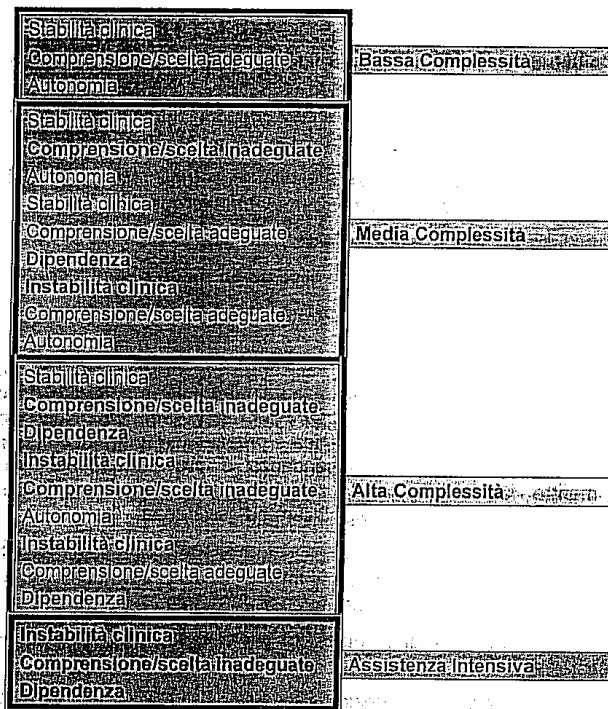 Stabilità clinica
Comprensione/scelta adeguate
Autonomia
Bassa Complessità
Stabilità clinica
Comprensione/scelta Inadeguate
Autonomia
Stabilità clinica
Comprensione/scelta adeguate
Dipendenza
Instabilità clinica
Comprensione/scelta adeguate
Autonomia
Media Complessità
Stabilità clinica
Comprensione/scelta inadeguate
Dipendenza
Instabilità clinica
Comprensione/scelta inadeguate
Autonomia
Instabilità clinica
Comprensione/scelta adeguate
Dipendenza
Alta Complessità
Instabilità clinica
Comprensione/scelta Inadeguate
Dipendenza
Assistenza Intensiva